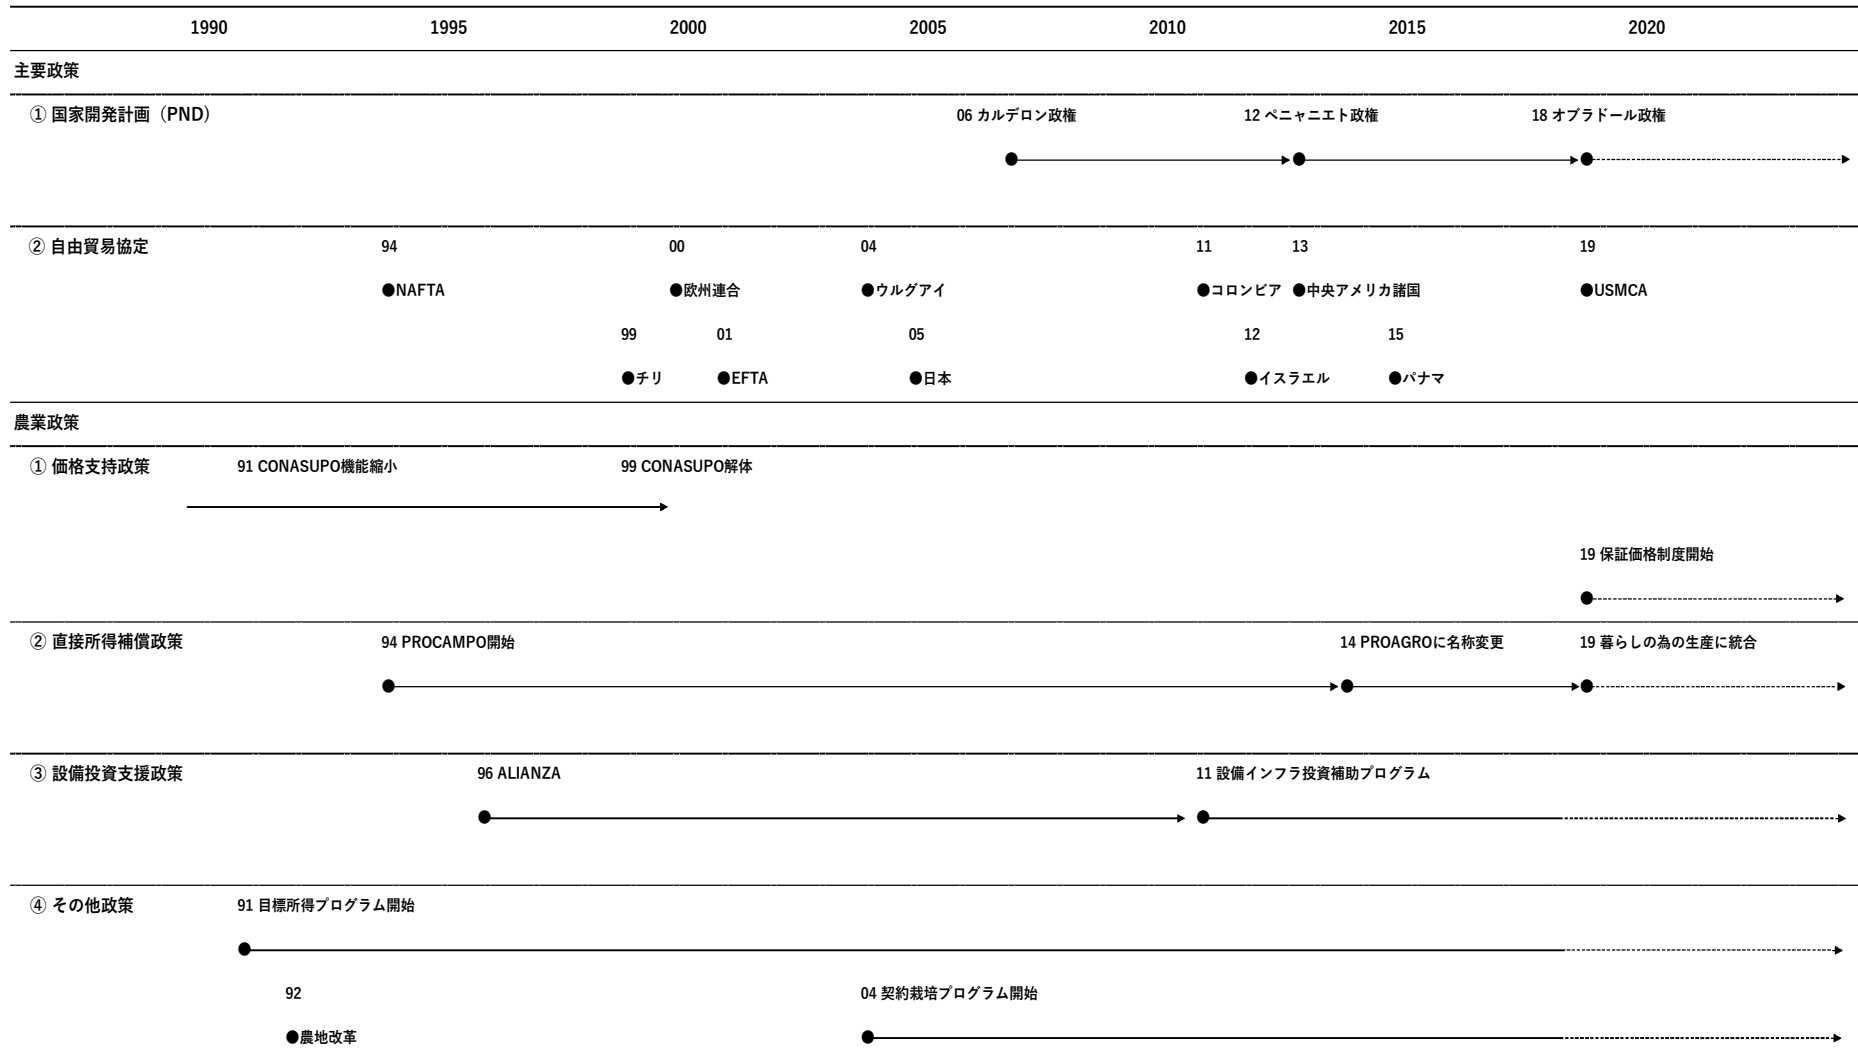 1990 1995 2000 2005 2010 2015 2020
主要政策
① 国家開発計画（PND） 06 カルデロン政権 12 ペニャニエト政権 18 オブラドール政権
② 自由貿易協定 94 00 04 11 13 19
●NAFTA ●欧州連合 ●ウルグアイ ●コロンビア ●中央アメリカ諸国 ●USMCA
99 01 05 12 15
●チリ ●EFTA ●日本 ●イスラエル ●パナマ
農業政策
① 価格支持政策 91 CONASUPO機能縮小 99 CONASUPO解体
19 保証価格制度開始
② 直接所得補償政策 94 PROCAMPO開始 14 PROAGROに名称変更 19 暮らしの為の生産に統合
③ 設備投資支援政策 96 ALIANZA 11 設備インフラ投資補助プログラム
④ その他政策 91 目標所得プログラム開始
92 04 契約栽培プログラム開始
●農地改革